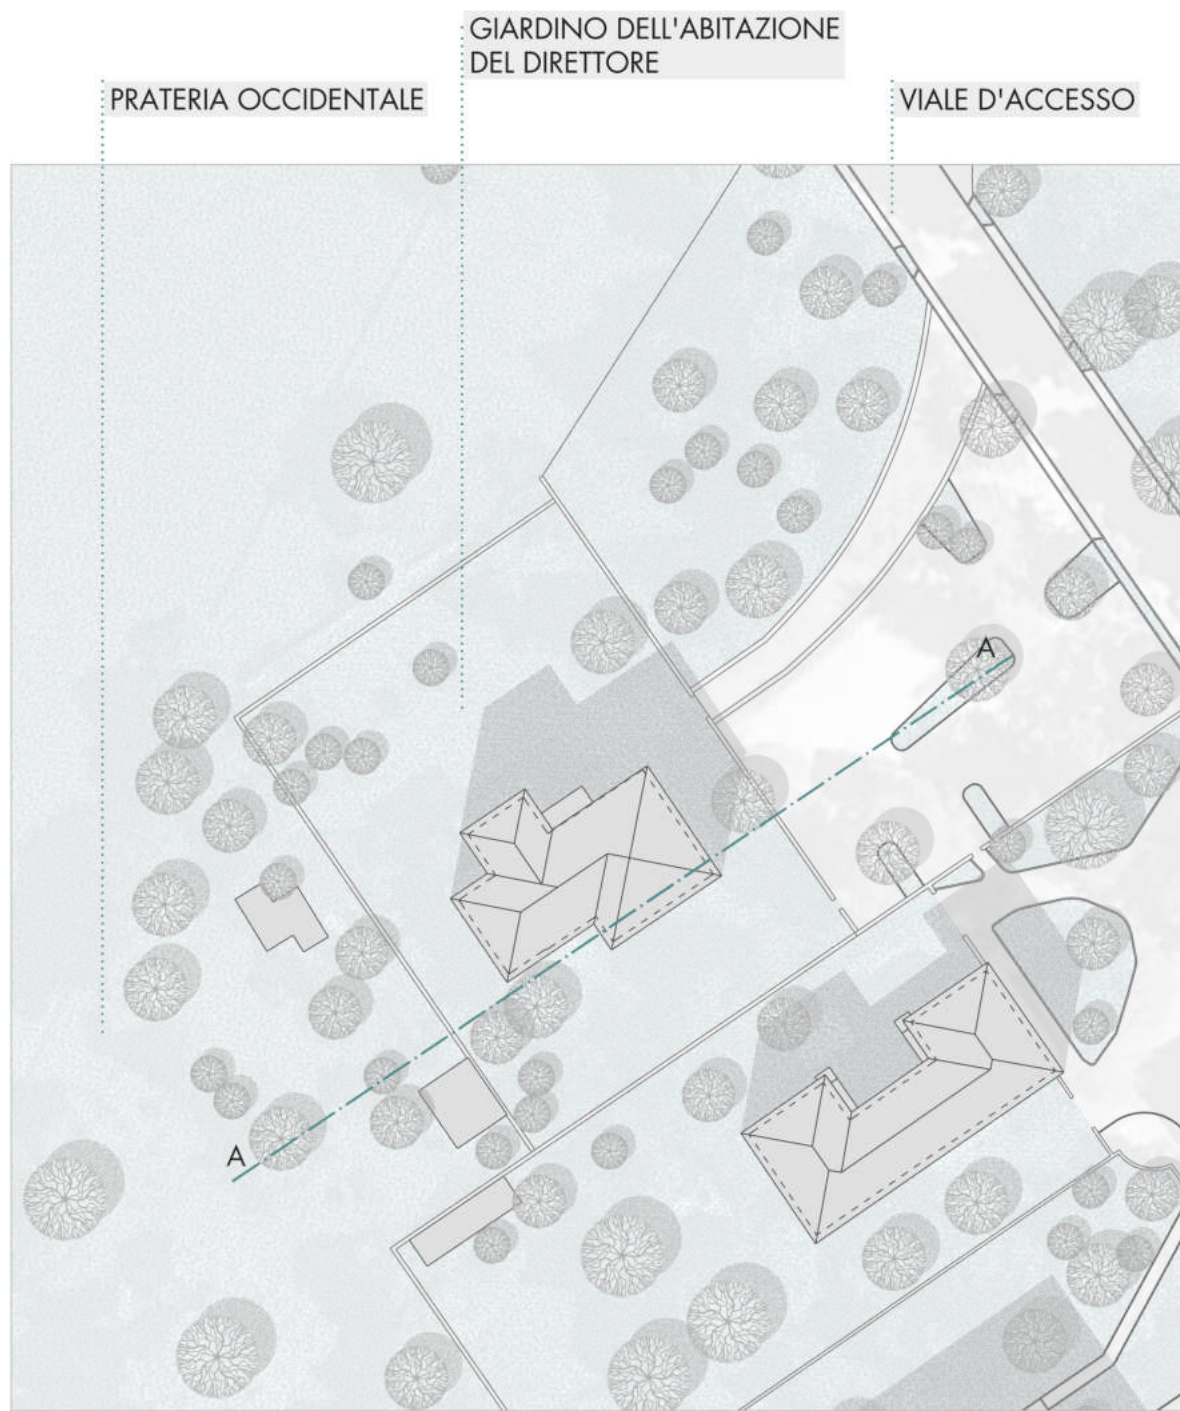 GIARDINO DELL'ABITAZIONE
DEL DIRETTORE
PRATERIA OCCIDENTALE
VIALE D'ACCESSO
A
A